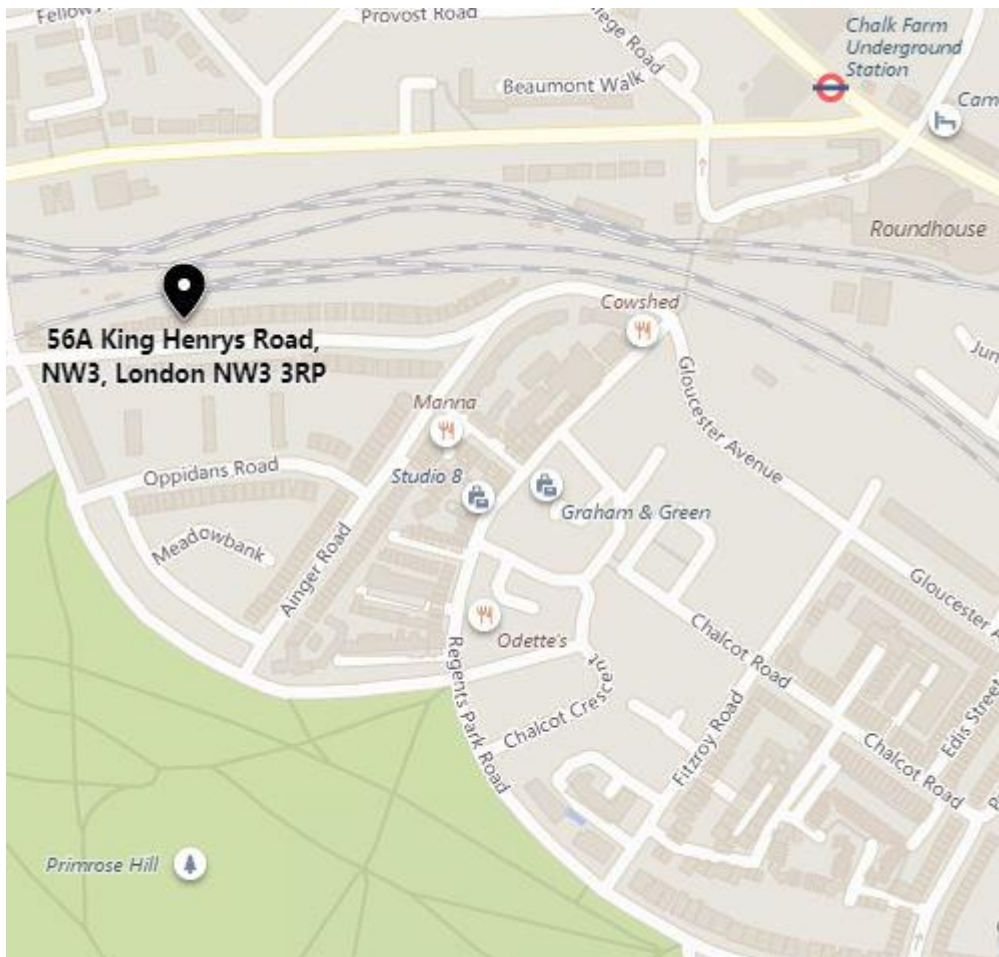 Fellows
Provost Road
lege Road
Beaumont Walk
Chalk Farm
Underground
Station
Cam
Roundhouse
Cowshed
56A King Henrys Road,
NW3, London NW3 3RP
Jun
Manna
Gloucester Avenue
Oppidans Road
Studio 8
Graham & Green
Meadowbank
Ainger Road
Gloucester A
Odette's
Chalcot Road
Regents Park Road
Chalcot Crescent
Fitzroy Road
Edis Street
Chalcot Road
Primrose Hill